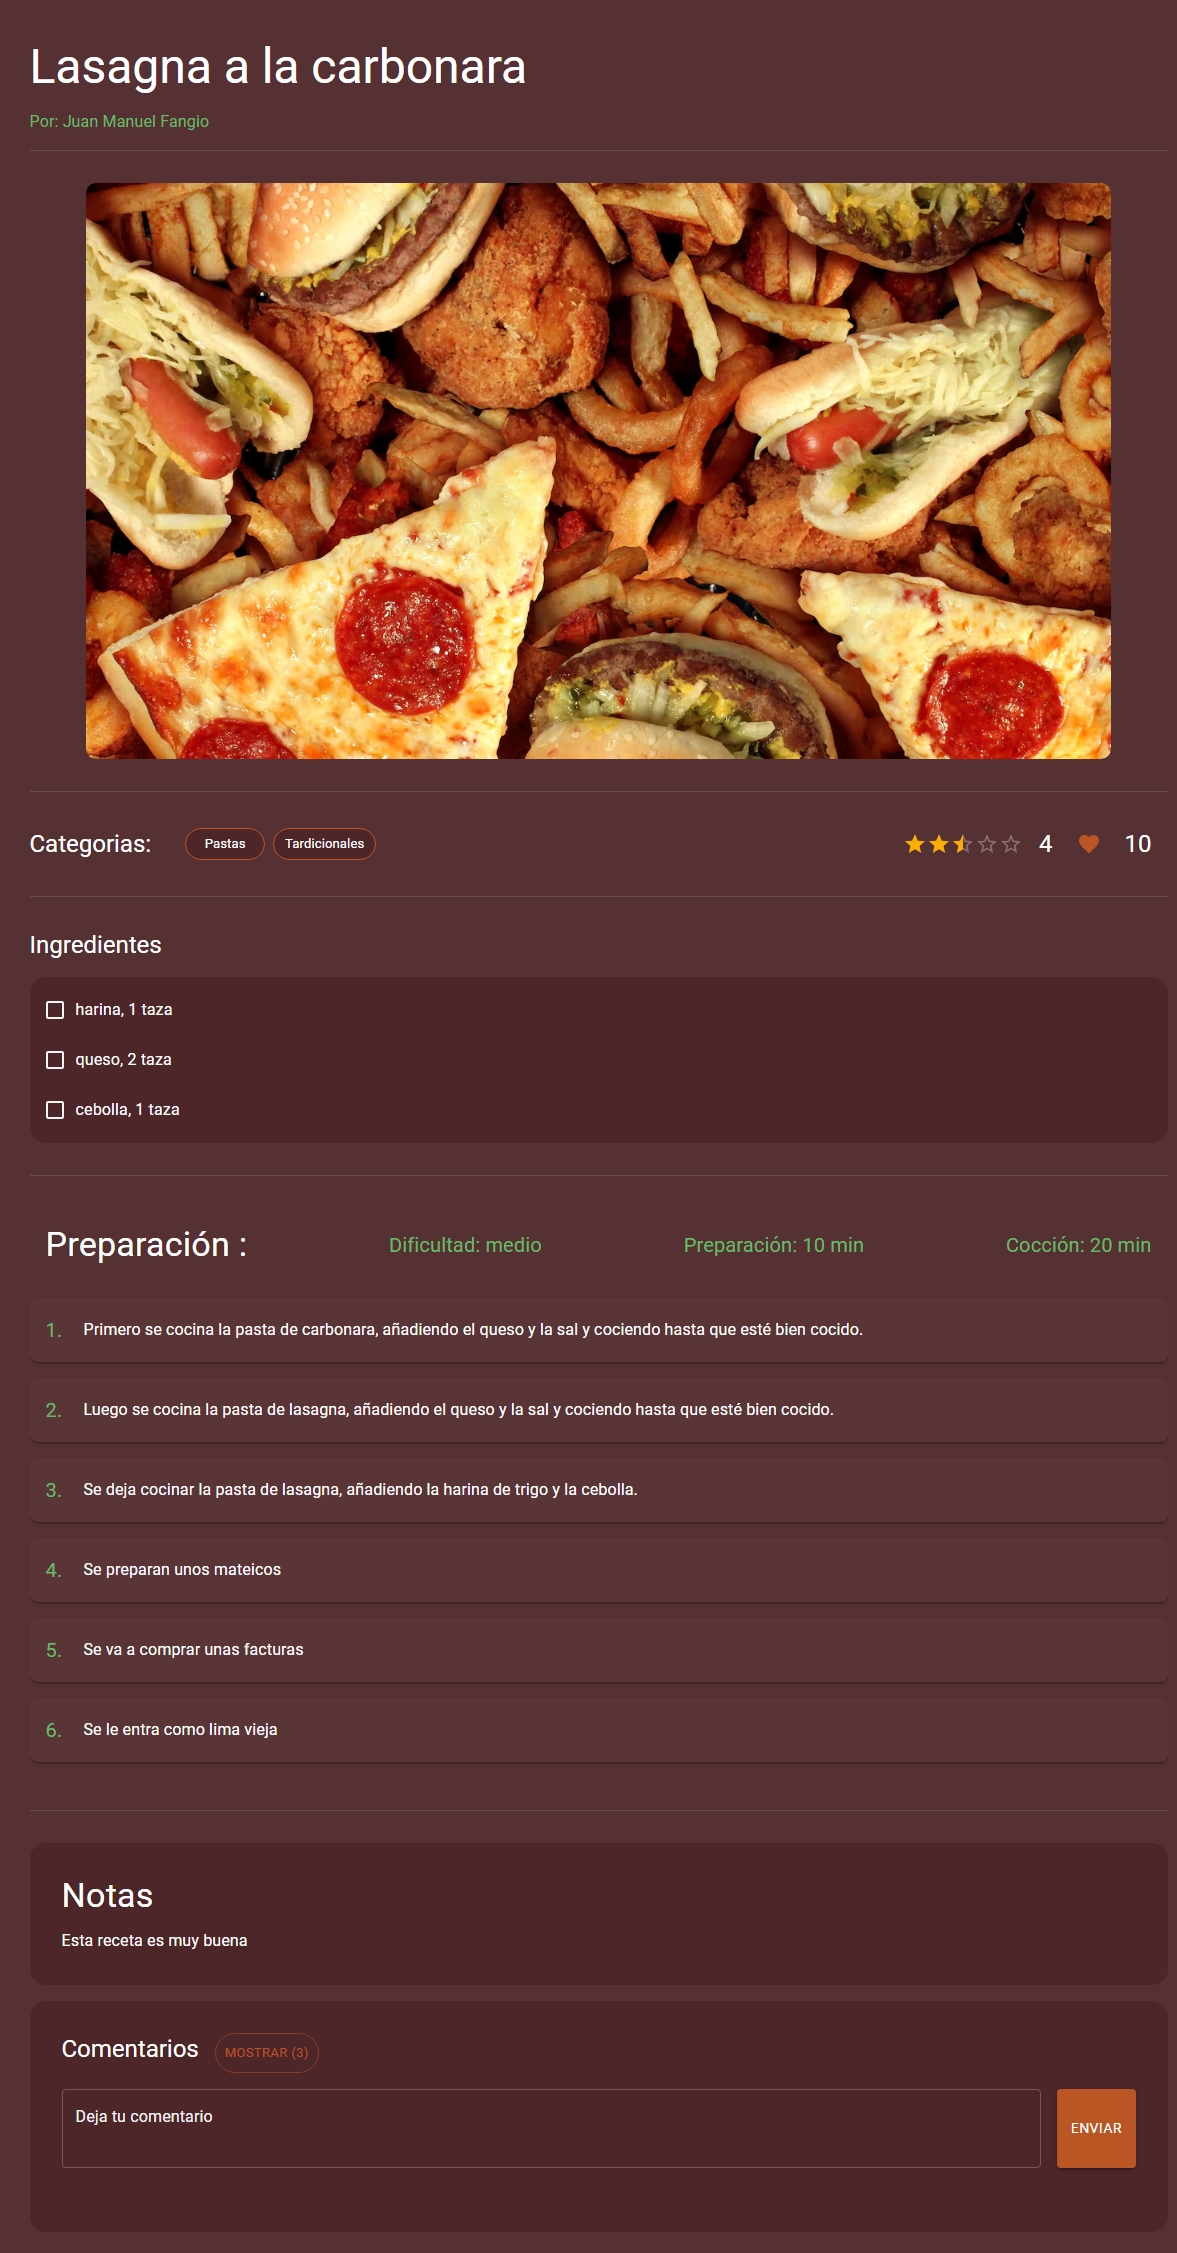 Lasagna a la carbonara
Por: Juan Manuel Fangio
Categorias: Pastas Tardicionales 4 10
Ingredientes
harina, 1 taza
queso, 2 taza
cebolla, 1 taza
Preparación : Dificultad: medio Preparación: 10 min Cocción: 20 min
1. Primero se cocina la pasta de carbonara, añadiendo el queso y la sal y cociendo hasta que esté bien cocido.
2. Luego se cocina la pasta de lasagna, añadiendo el queso y la sal y cociendo hasta que esté bien cocido.
3. Se deja cocinar la pasta de lasagna, añadiendo la harina de trigo y la cebolla.
4. Se preparan unos mateicos
5. Se va a comprar unas facturas
6. Se le entra como lima vieja
Notas
Esta receta es muy buena
Comentarios MOSTRAR (3)
Deja tu comentario
ENVIAR